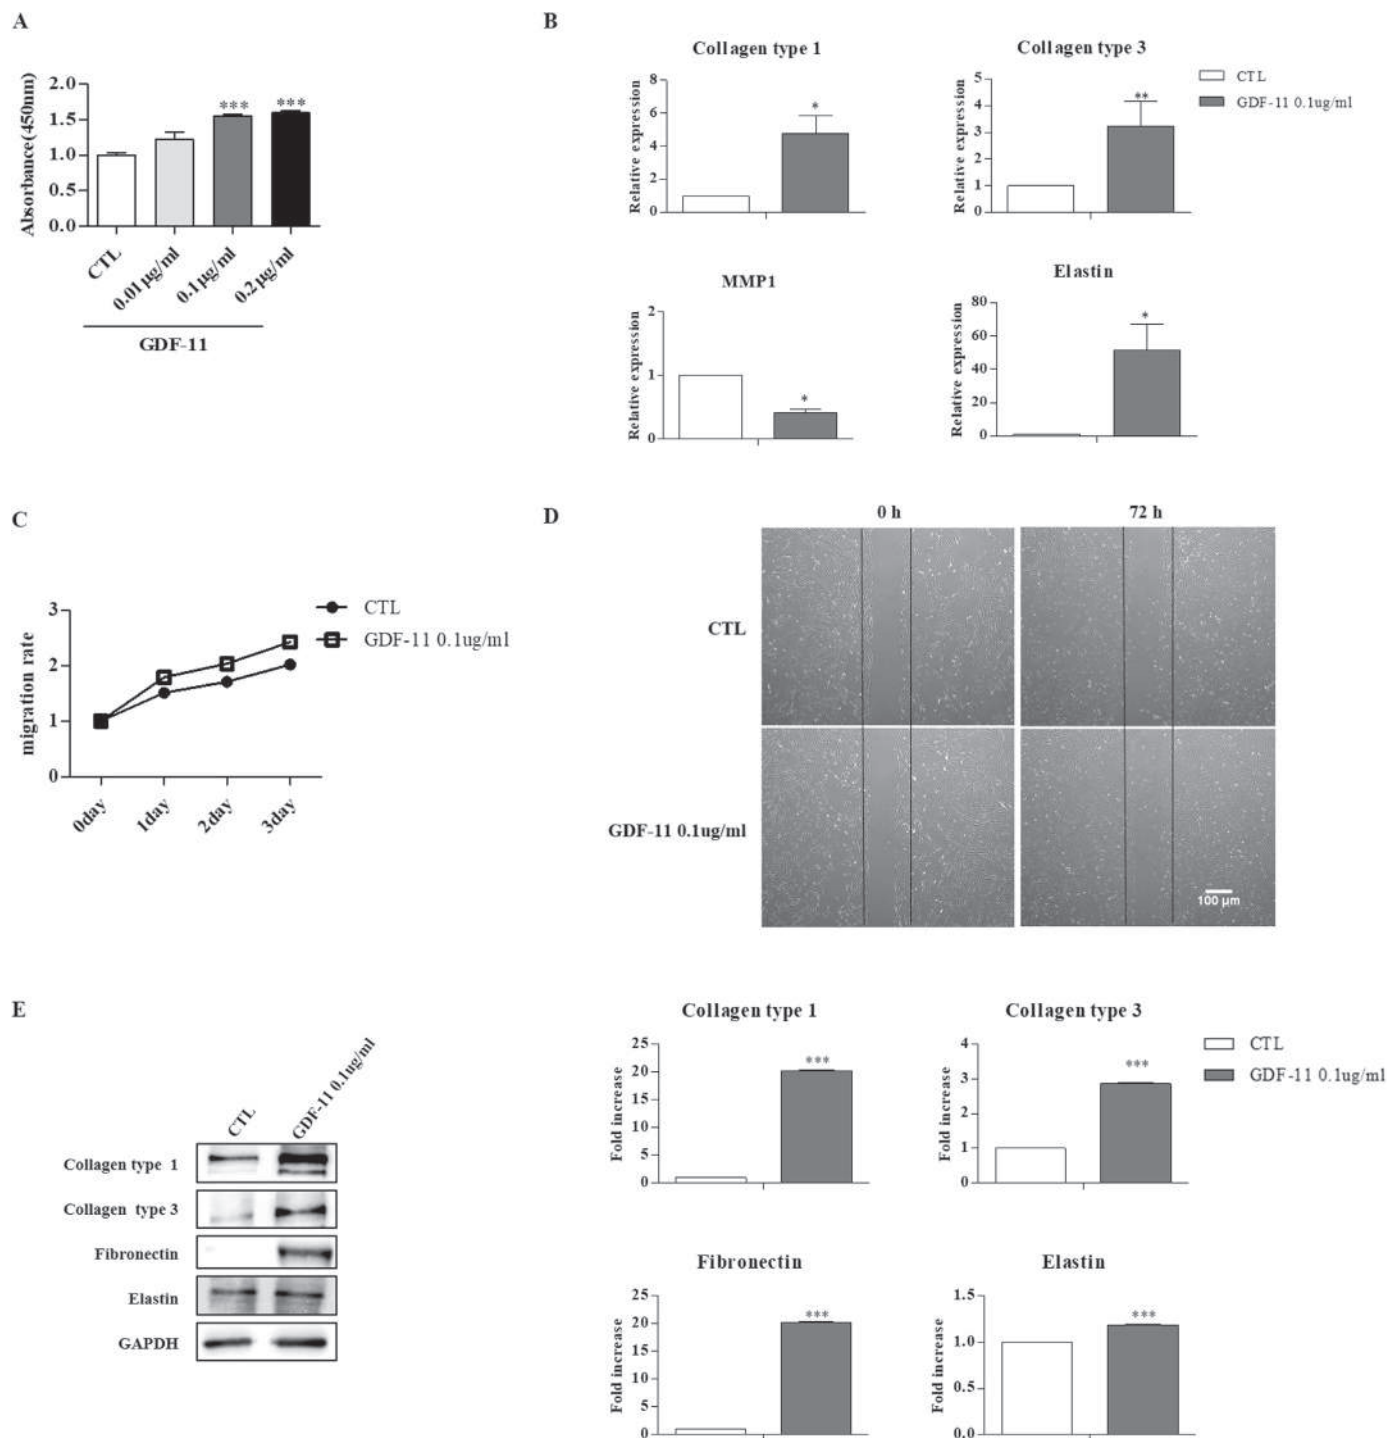 A
Absorbance(450nm)
2.0
1.5
1.0
0.5
0.0
***
***
CTL
0.01 µg/ml
0.1 µg/ml
0.2 µg/ml
GDF-11
B
Collagen type 1
Relative expression
8
6
4
2
0
*
Collagen type 3
Relative expression
5
4
3
2
1
0
**
CTL
GDF-11 0.1ug/ml
MMP1
Relative expression
2
1
0
*
Elastin
Relative expression
80
60
40
20
0
*
C
migration rate
3
2
1
0
0day
1day
2day
3day
CTL
GDF-11 0.1ug/ml
D
0 h
72 h
CTL
GDF-11 0.1ug/ml
100 µm
E
CTL
GDF-11 0.1ug/ml
Collagen type 1
Collagen type 3
Fibronectin
Elastin
GAPDH
Collagen type 1
Fold increase
25
20
15
10
5
0
***
Collagen type 3
Fold increase
4
3
2
1
0
***
CTL
GDF-11 0.1ug/ml
Fibronectin
Fold increase
25
20
15
10
5
0
***
Elastin
Fold increase
1.5
1.0
0.5
0.0
***